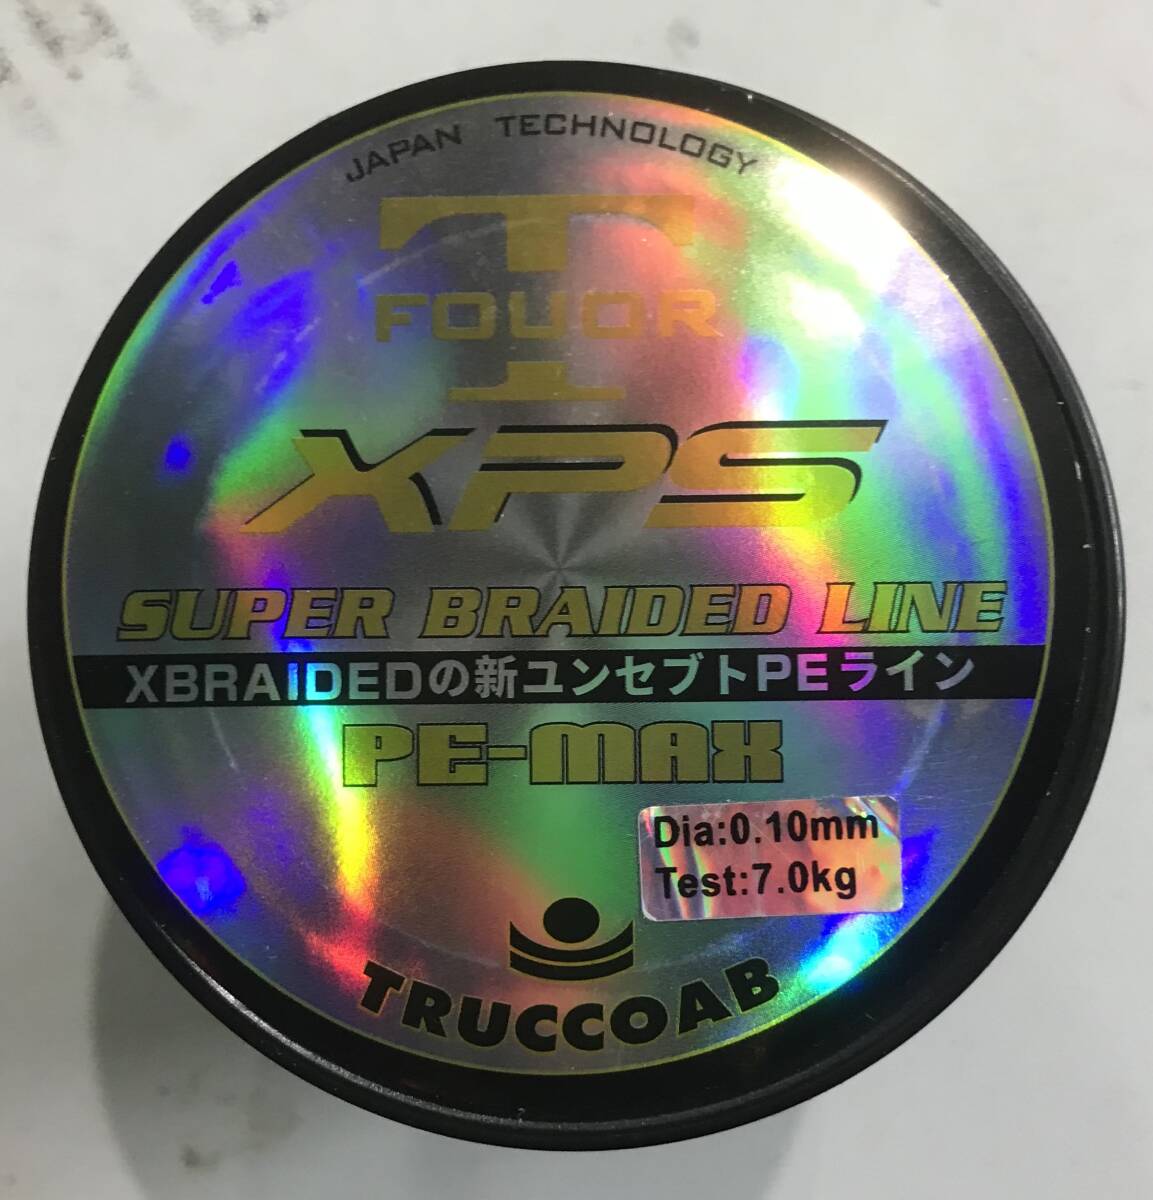 JAPAN TECHNOLOGY
T
FOUOR
XPS
SUPER BRAIDED LINE
XBRAIDEDの新ユンセブトPEライン
PE-MAX
Dia:0.10mm
Test:7.0kg
TRUCCOAB